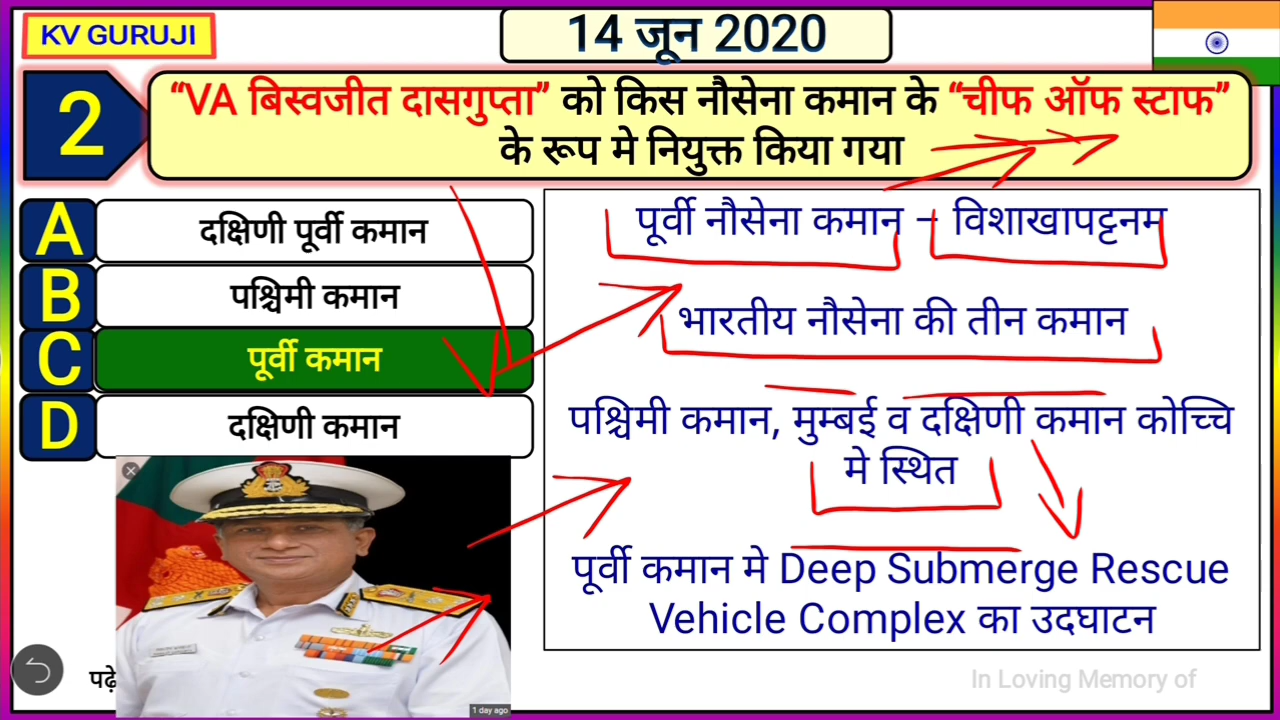 KV GURUJI
14 जून 2020
2
“VA बिस्वजीत दासगुप्ता” को किस नौसेना कमान के “चीफ ऑफ स्टाफ”
के रूप मे नियुक्त किया गया
A
दक्षिणी पूर्वी कमान
B
पश्चिमी कमान
C
पूर्वी कमान
D
दक्षिणी कमान
पूर्वी नौसेना कमान – विशाखापट्टनम
भारतीय नौसेना की तीन कमान
पश्चिमी कमान, मुम्बई व दक्षिणी कमान कोच्चि
मे स्थित
पूर्वी कमान मे Deep Submerge Rescue
Vehicle Complex का उदघाटन
1 day ago
पढ़े
In Loving Memory of